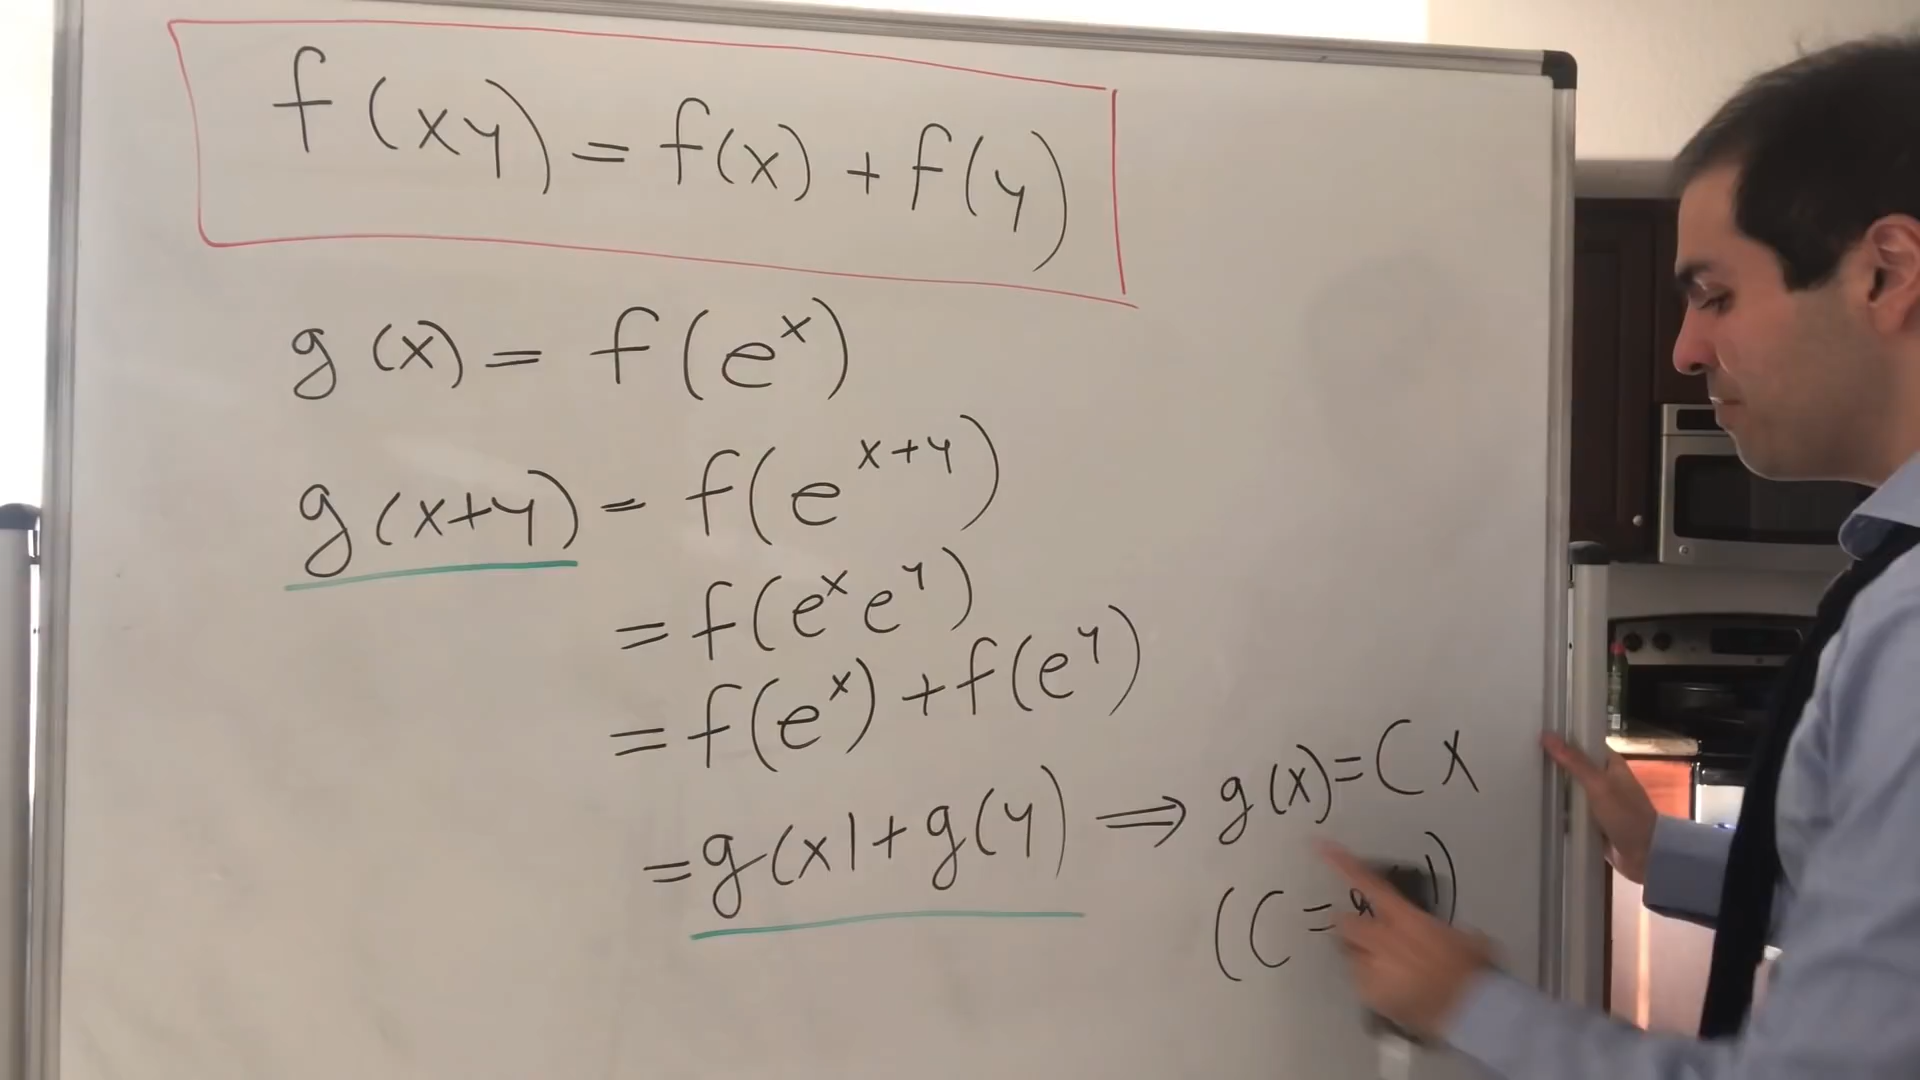 f(xy) = f(x) + f(y)
g(x) = f(e^x)
g(x+y) = f(e^{x+y})
= f(e^x e^y)
= f(e^x) + f(e^y)
= g(x) + g(y) ⟹ g(x) = Cx
(C =